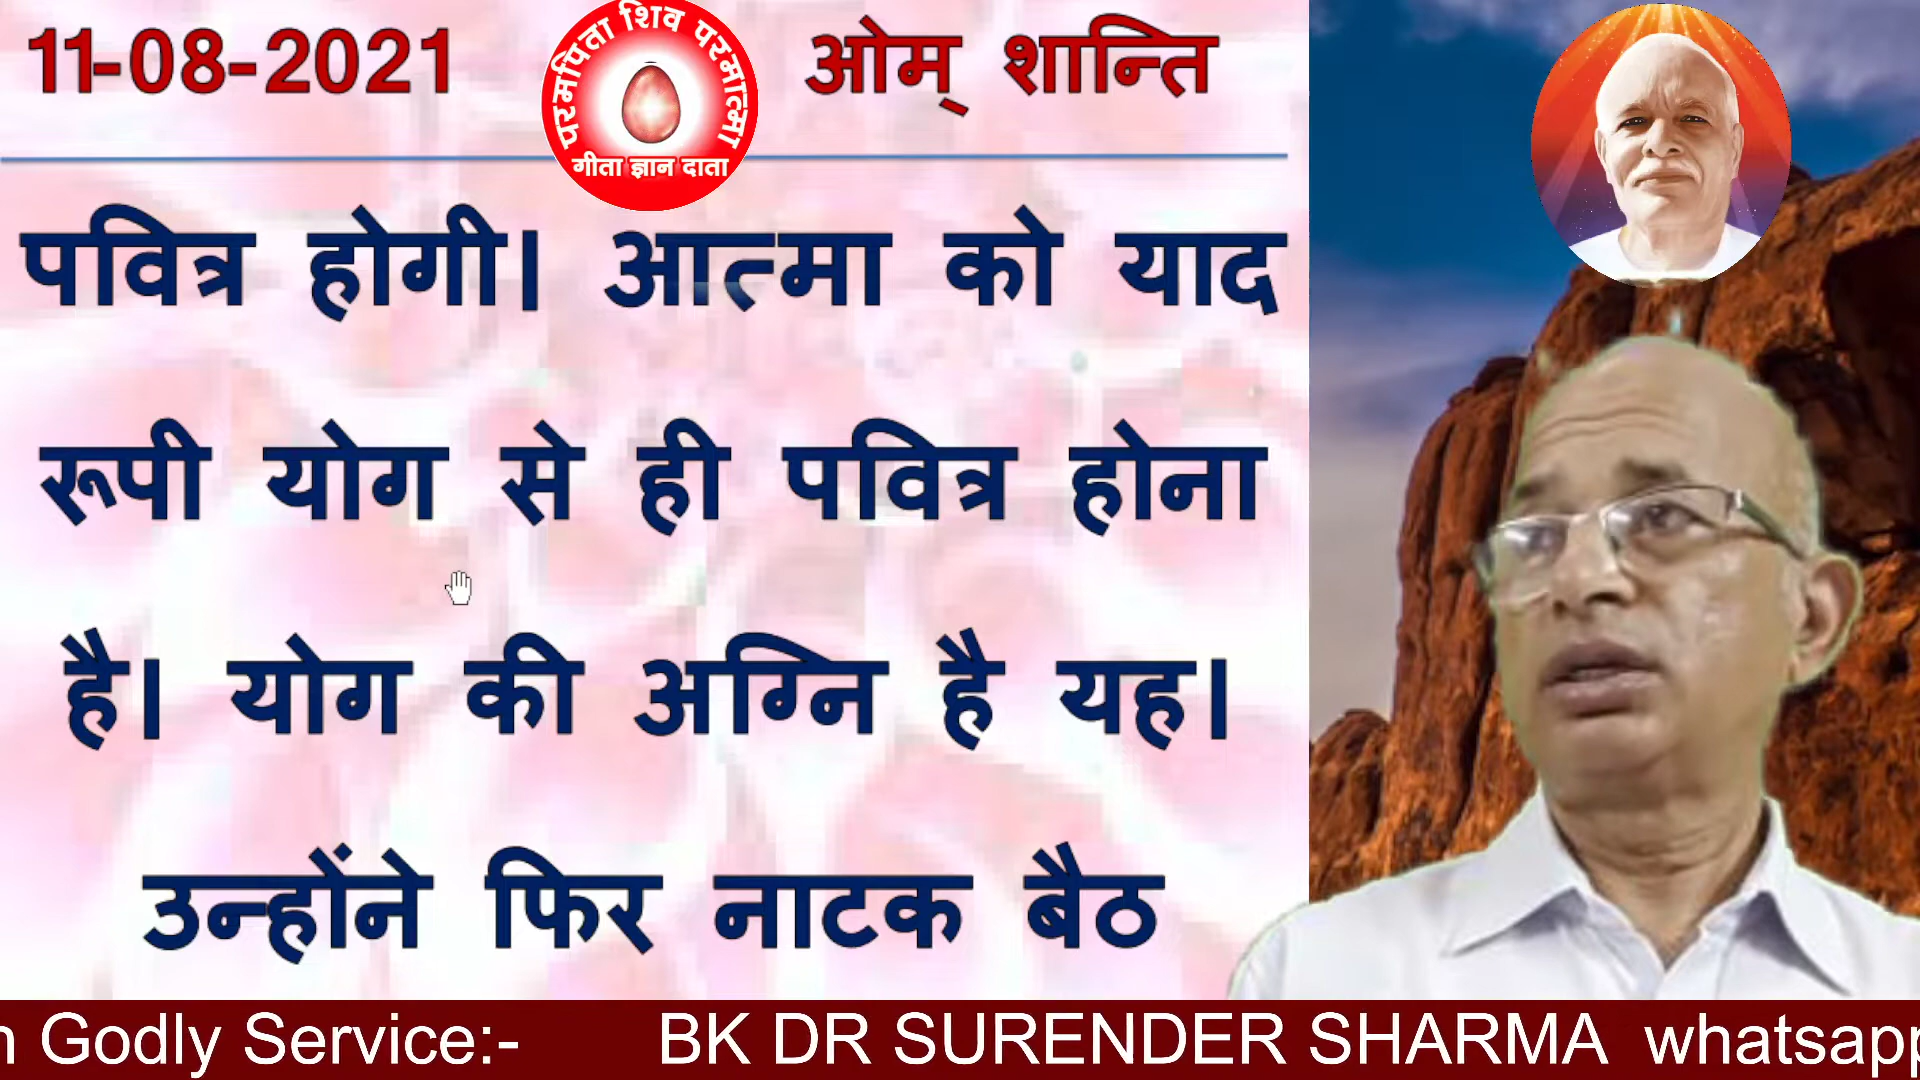 11-08-2021
परमपिता शिव परमात्मा
गीता ज्ञान दाता
ओम् शान्ति
पवित्र होगी। आत्मा को याद
रूपी योग से ही पवित्र होना
है। योग की अग्नि है यह।
उन्होंने फिर नाटक बैठ
n Godly Service:- BK DR SURENDER SHARMA whatsapp